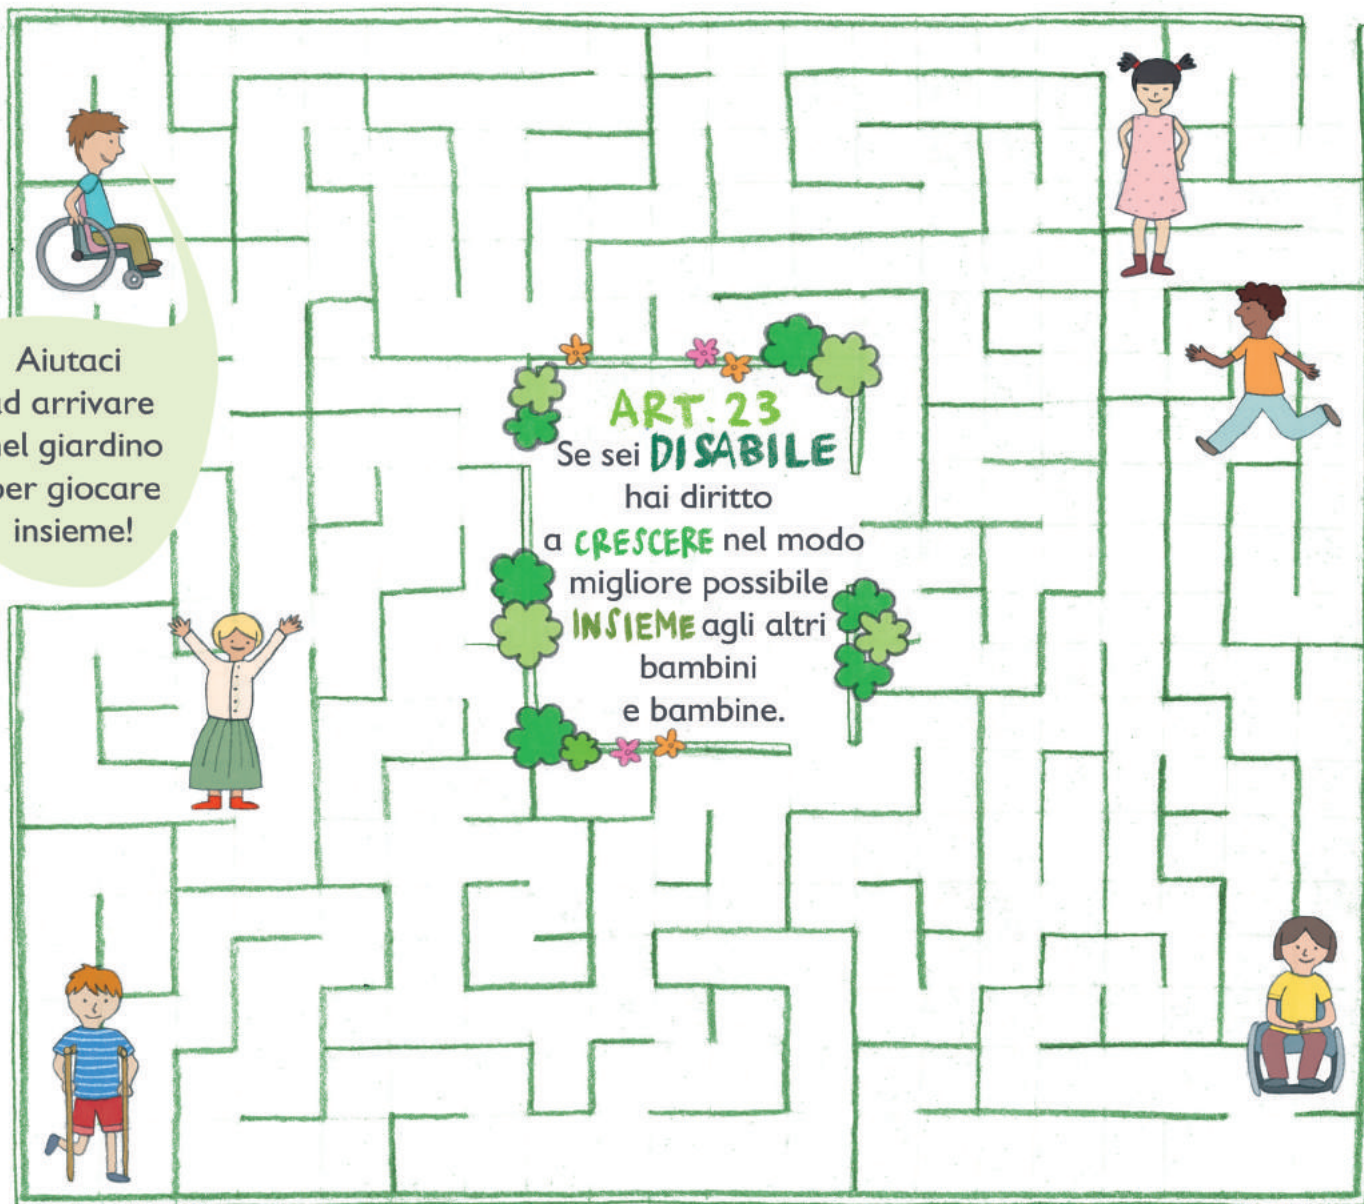 Aiutaci
ad arrivare
nel giardino
per giocare
insieme!
ART.23
Se sei DISABILE
hai diritto
a CRESCERE nel modo
migliore possibile
INSIEME agli altri
bambini
e bambine.